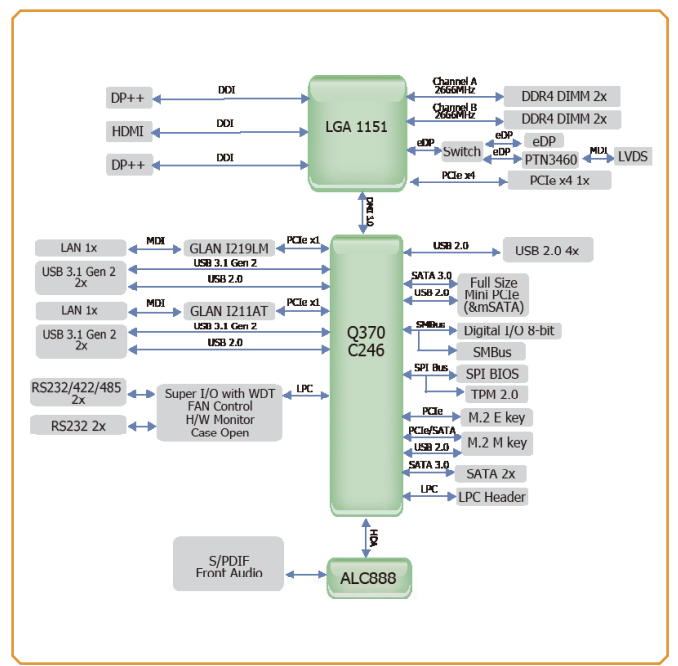 DP++
DDI
HDMI
DDI
DP++
DDI
LGA 1151
Channel A
2666MHz
DDR4 DIMM 2x
Channel B
2666MHz
DDR4 DIMM 2x
eDP
Switch
eDP
eDP
eDP
PTN3460
MDI
LVDS
PCIe x4
PCIe x4 1x
DMI 3.0
LAN 1x
MDI
GLAN I219LM
PCIe x1
USB 3.1 Gen 2
2x
USB 3.1 Gen 2
USB 2.0
LAN 1x
MDI
GLAN I211AT
PCIe x1
USB 3.1 Gen 2
2x
USB 3.1 Gen 2
USB 2.0
RS232/422/485
2x
RS232 2x
Super I/O with WDT
FAN Control
H/W Monitor
Case Open
LPC
Q370
C246
USB 2.0
USB 2.0 4x
SATA 3.0
USB 2.0
Full Size
Mini PCIe
(&mSATA)
SMBus
Digital I/O 8-bit
SMBus
SPI Bus
SPI BIOS
TPM 2.0
PCIe
M.2 E key
PCIe/SATA
USB 2.0
M.2 M key
SATA 3.0
SATA 2x
LPC
LPC Header
HDA
S/PDIF
Front Audio
ALC888